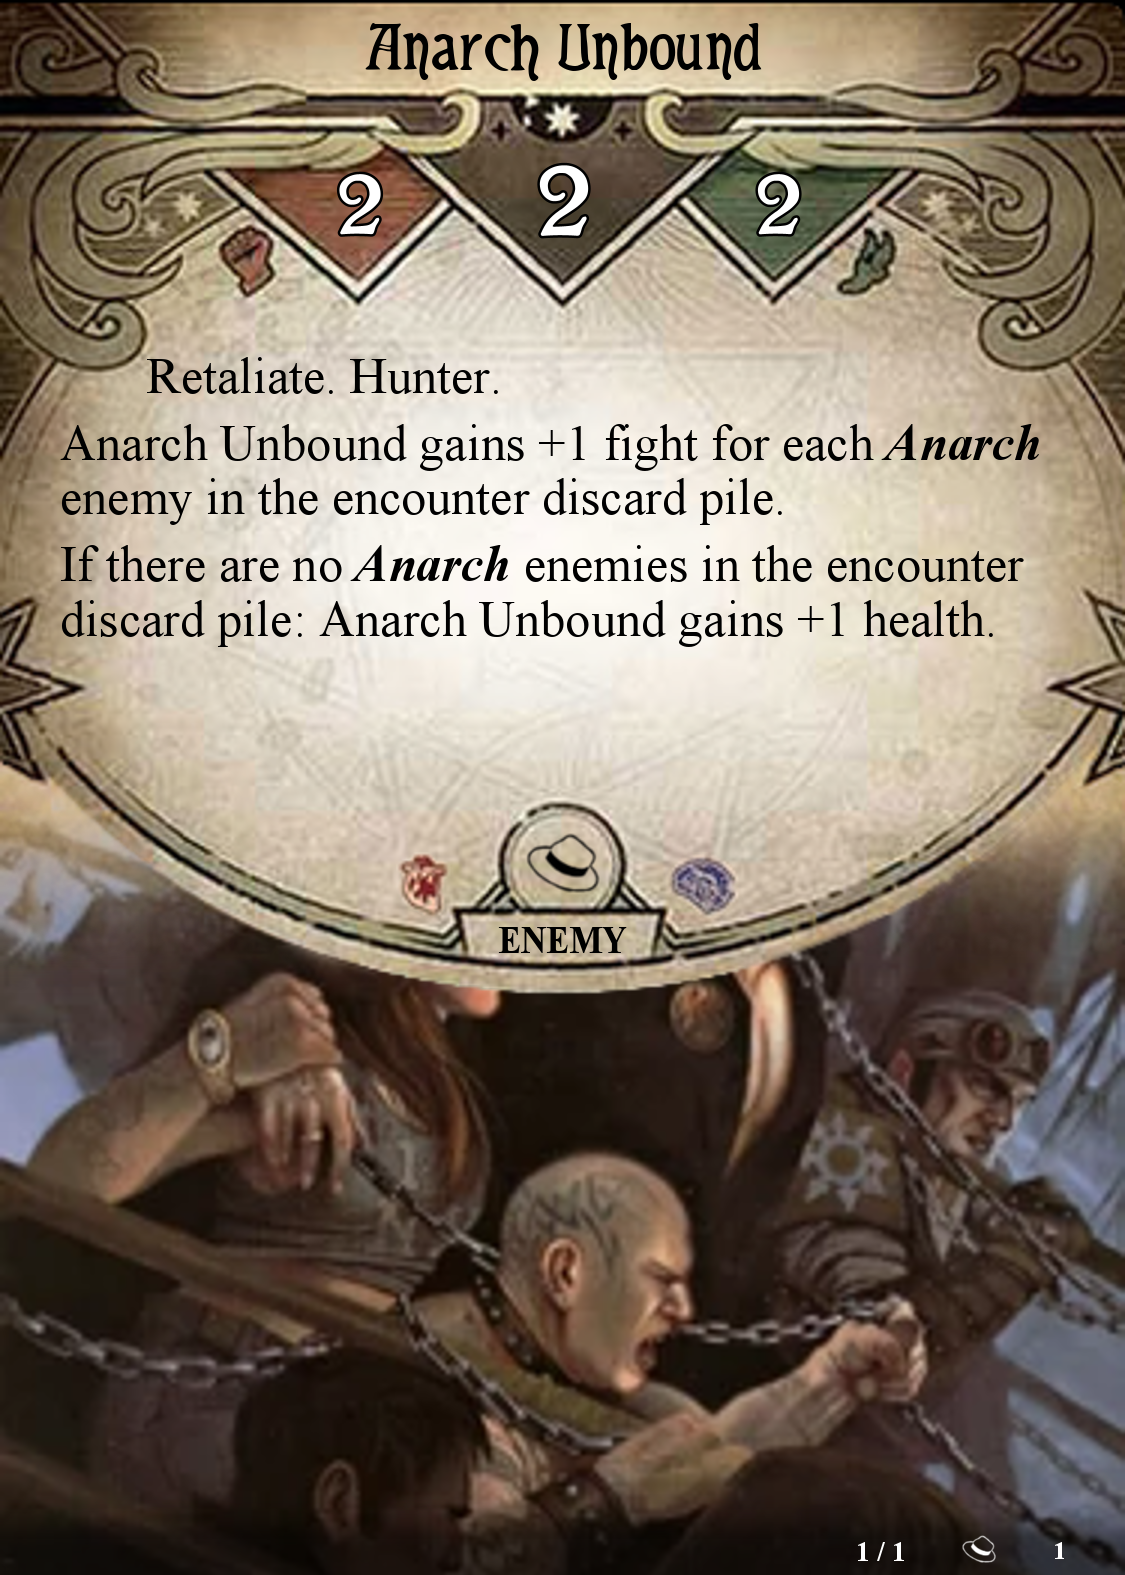 Anarch Unbound
2 2 2
Retaliate. Hunter.
Anarch Unbound gains +1 fight for each Anarch
enemy in the encounter discard pile.
If there are no Anarch enemies in the encounter
discard pile: Anarch Unbound gains +1 health.
ENEMY
1 / 1 1